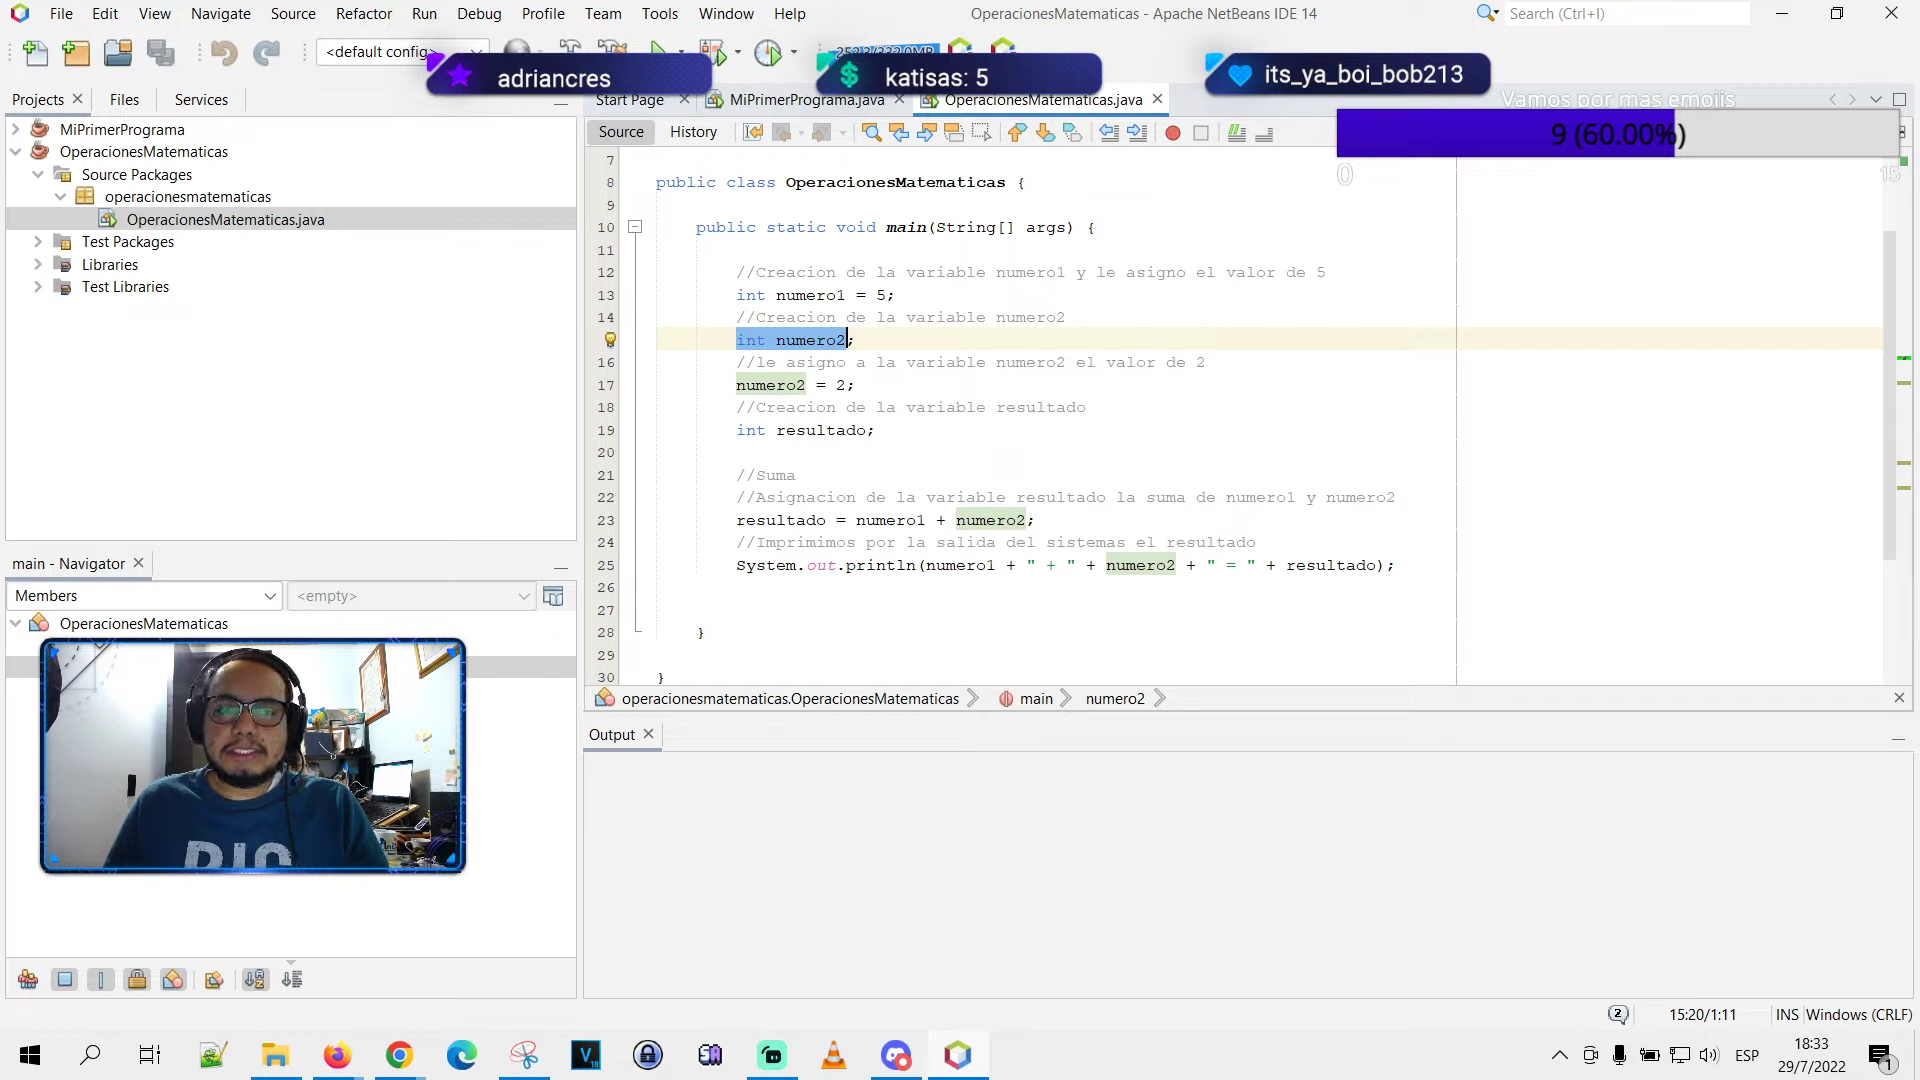 File Edit View Navigate Source Refactor Run Debug Profile Team Tools Window Help
OperacionesMatematicas - Apache NetBeans IDE 14
Search (Ctrl+I)
<default config>
252,3/332,0MB
adriancres
katisas: 5
its_ya_boi_bob213
Vamos por mas emojis
9 (60.00%)
0
15
Projects Files Services
MiPrimerPrograma
OperacionesMatematicas
Source Packages
operacionesmatematicas
OperacionesMatematicas.java
Test Packages
Libraries
Test Libraries
Start Page MiPrimerPrograma.java OperacionesMatematicas.java
Source History
7
8 public class OperacionesMatematicas {
9
10 public static void main(String[] args) {
11
12 //Creacion de la variable numero1 y le asigno el valor de 5
13 int numero1 = 5;
14 //Creacion de la variable numero2
int numero2;
16 //le asigno a la variable numero2 el valor de 2
17 numero2 = 2;
18 //Creacion de la variable resultado
19 int resultado;
20
21 //Suma
22 //Asignacion de la variable resultado la suma de numero1 y numero2
23 resultado = numero1 + numero2;
24 //Imprimimos por la salida del sistemas el resultado
25 System.out.println(numero1 + " + " + numero2 + " = " + resultado);
26
27
28 }
29
30 }
operacionesmatematicas.OperacionesMatematicas main numero2
main - Navigator
Members <empty>
OperacionesMatematicas
RIO
Output
2 15:20/1:11 INS Windows (CRLF)
ESP
18:33
29/7/2022
1